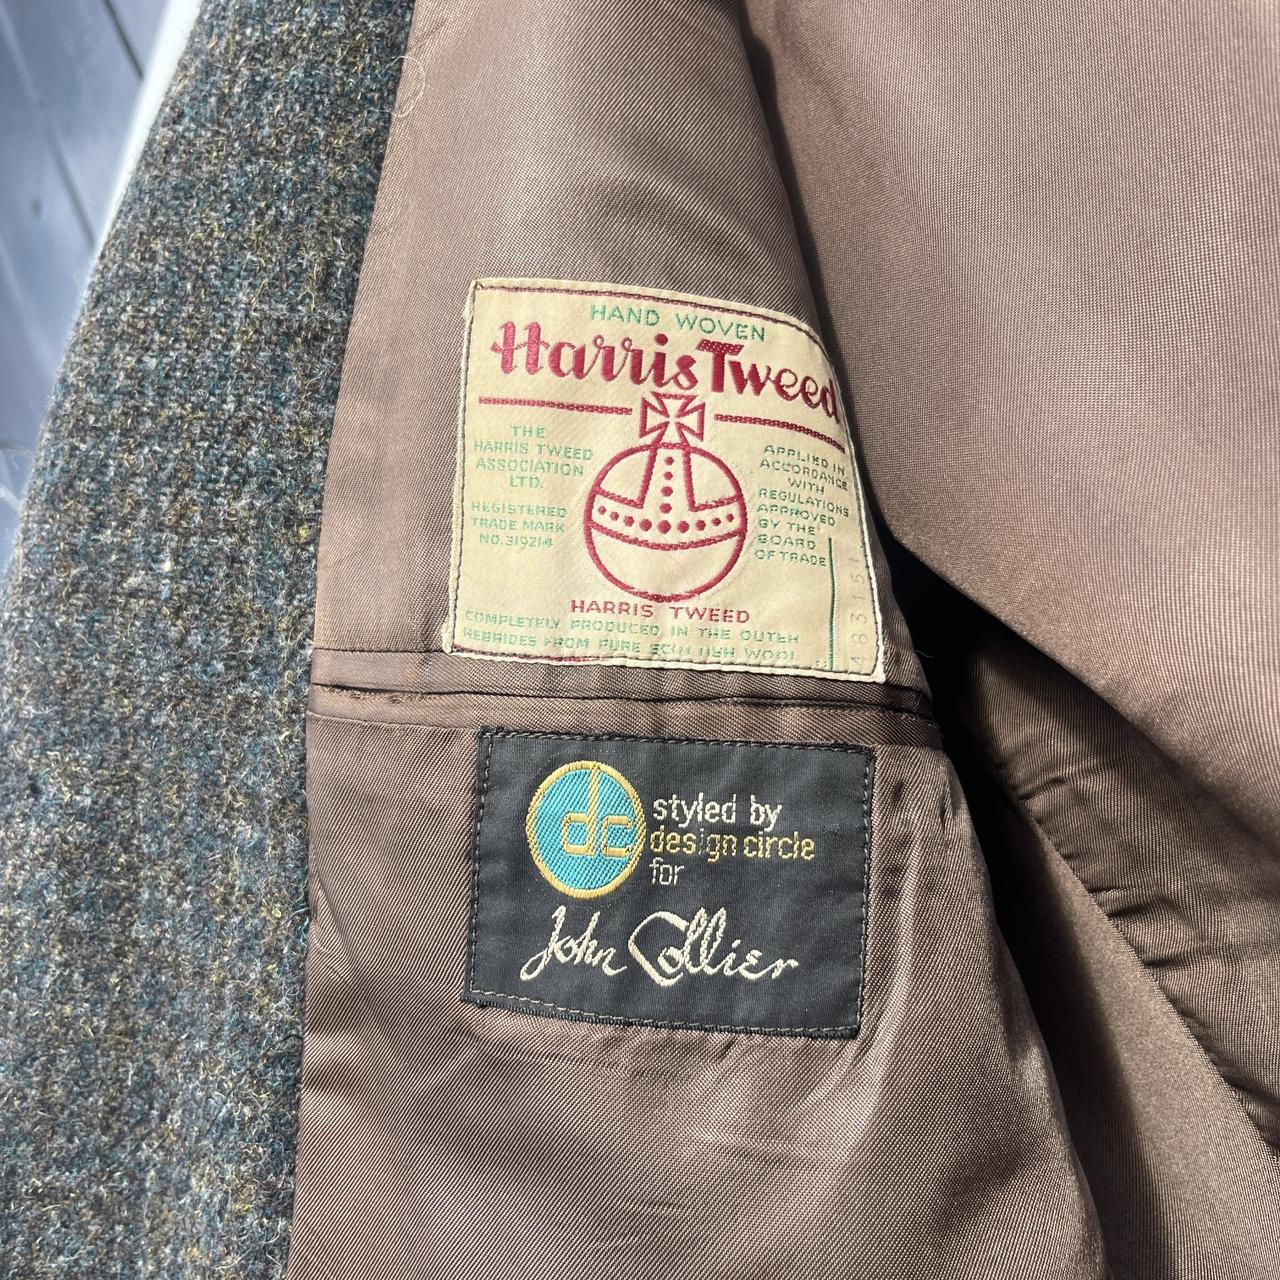 HAND WOVEN
Harris Tweed
THE
HARRIS TWEED
ASSOCIATION
LTD.
REGISTERED
TRADE MARK
NO. 319214
APPLIED IN
ACCORDANCE
WITH
REGULATIONS
APPROVED
BY THE
BOARD
OF TRADE
HARRIS TWEED
COMPLETELY PRODUCED IN THE OUTER
HEBRIDES FROM PURE SCOTTISH WOOL
dc
styled by
design circle
for
John Collier